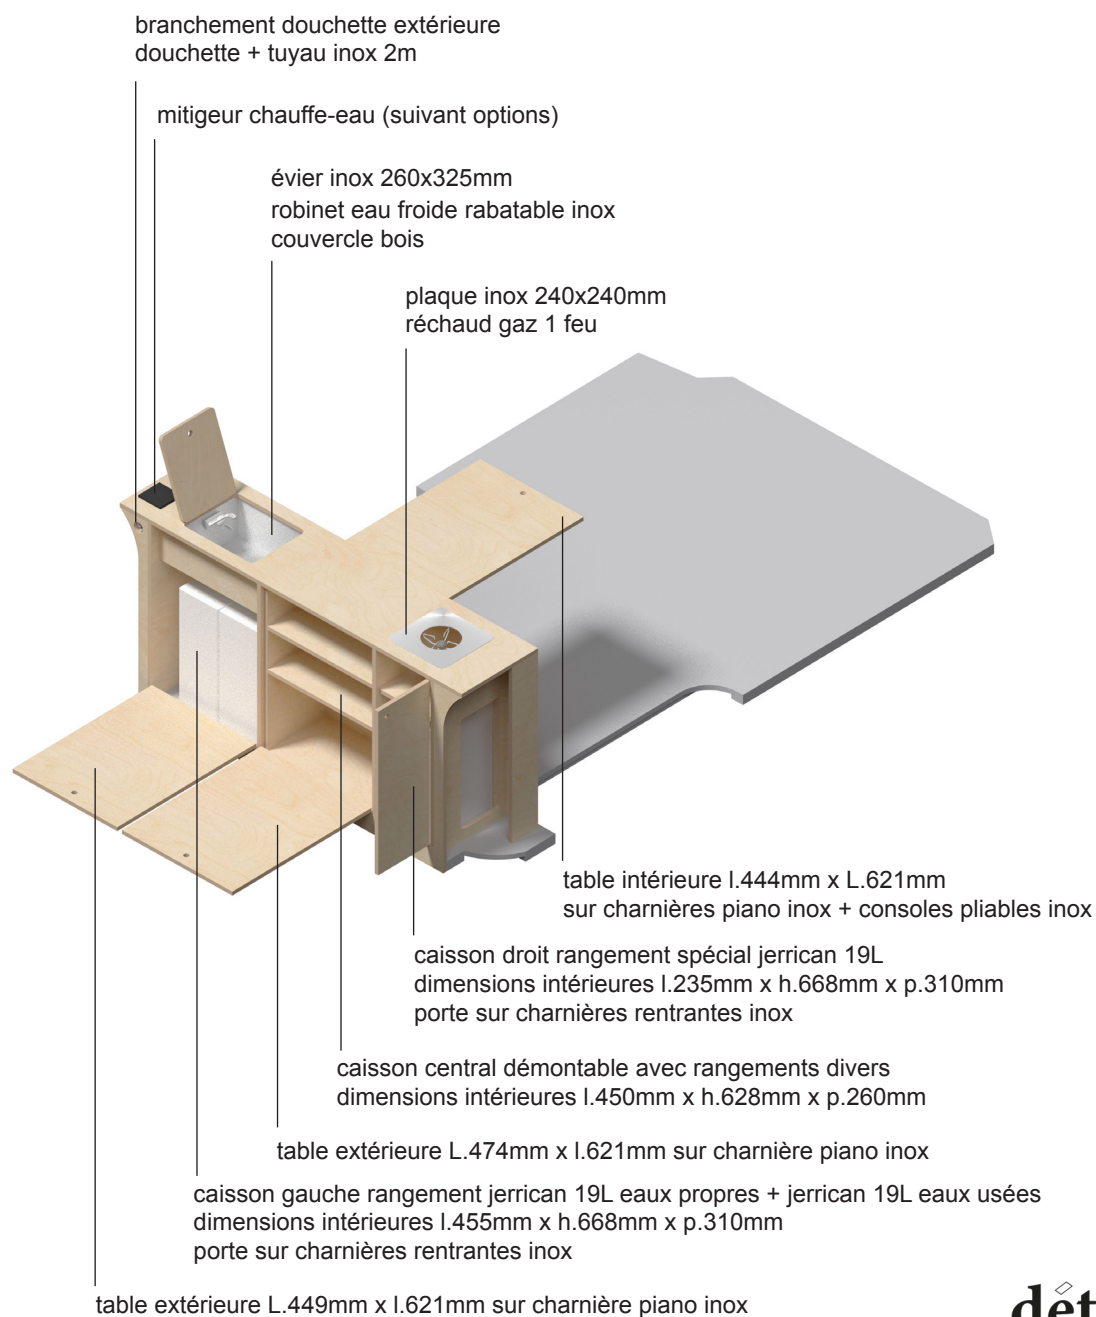 branchement douchette extérieure
douchette + tuyau inox 2m
mitigeur chauffe-eau (suivant options)
évier inox 260x325mm
robinet eau froide rabatable inox
couvercle bois
plaque inox 240x240mm
réchaud gaz 1 feu
table intérieure l.444mm x L.621mm
sur charnières piano inox + consoles pliables inox
caisson droit rangement spécial jerrican 19L
dimensions intérieures l.235mm x h.668mm x p.310mm
porte sur charnières rentrantes inox
caisson central démontable avec rangements divers
dimensions intérieures l.450mm x h.628mm x p.260mm
table extérieure L.474mm x l.621mm sur charnière piano inox
caisson gauche rangement jerrican 19L eaux propres + jerrican 19L eaux usées
dimensions intérieures l.455mm x h.668mm x p.310mm
porte sur charnières rentrantes inox
table extérieure L.449mm x l.621mm sur charnière piano inox
dét